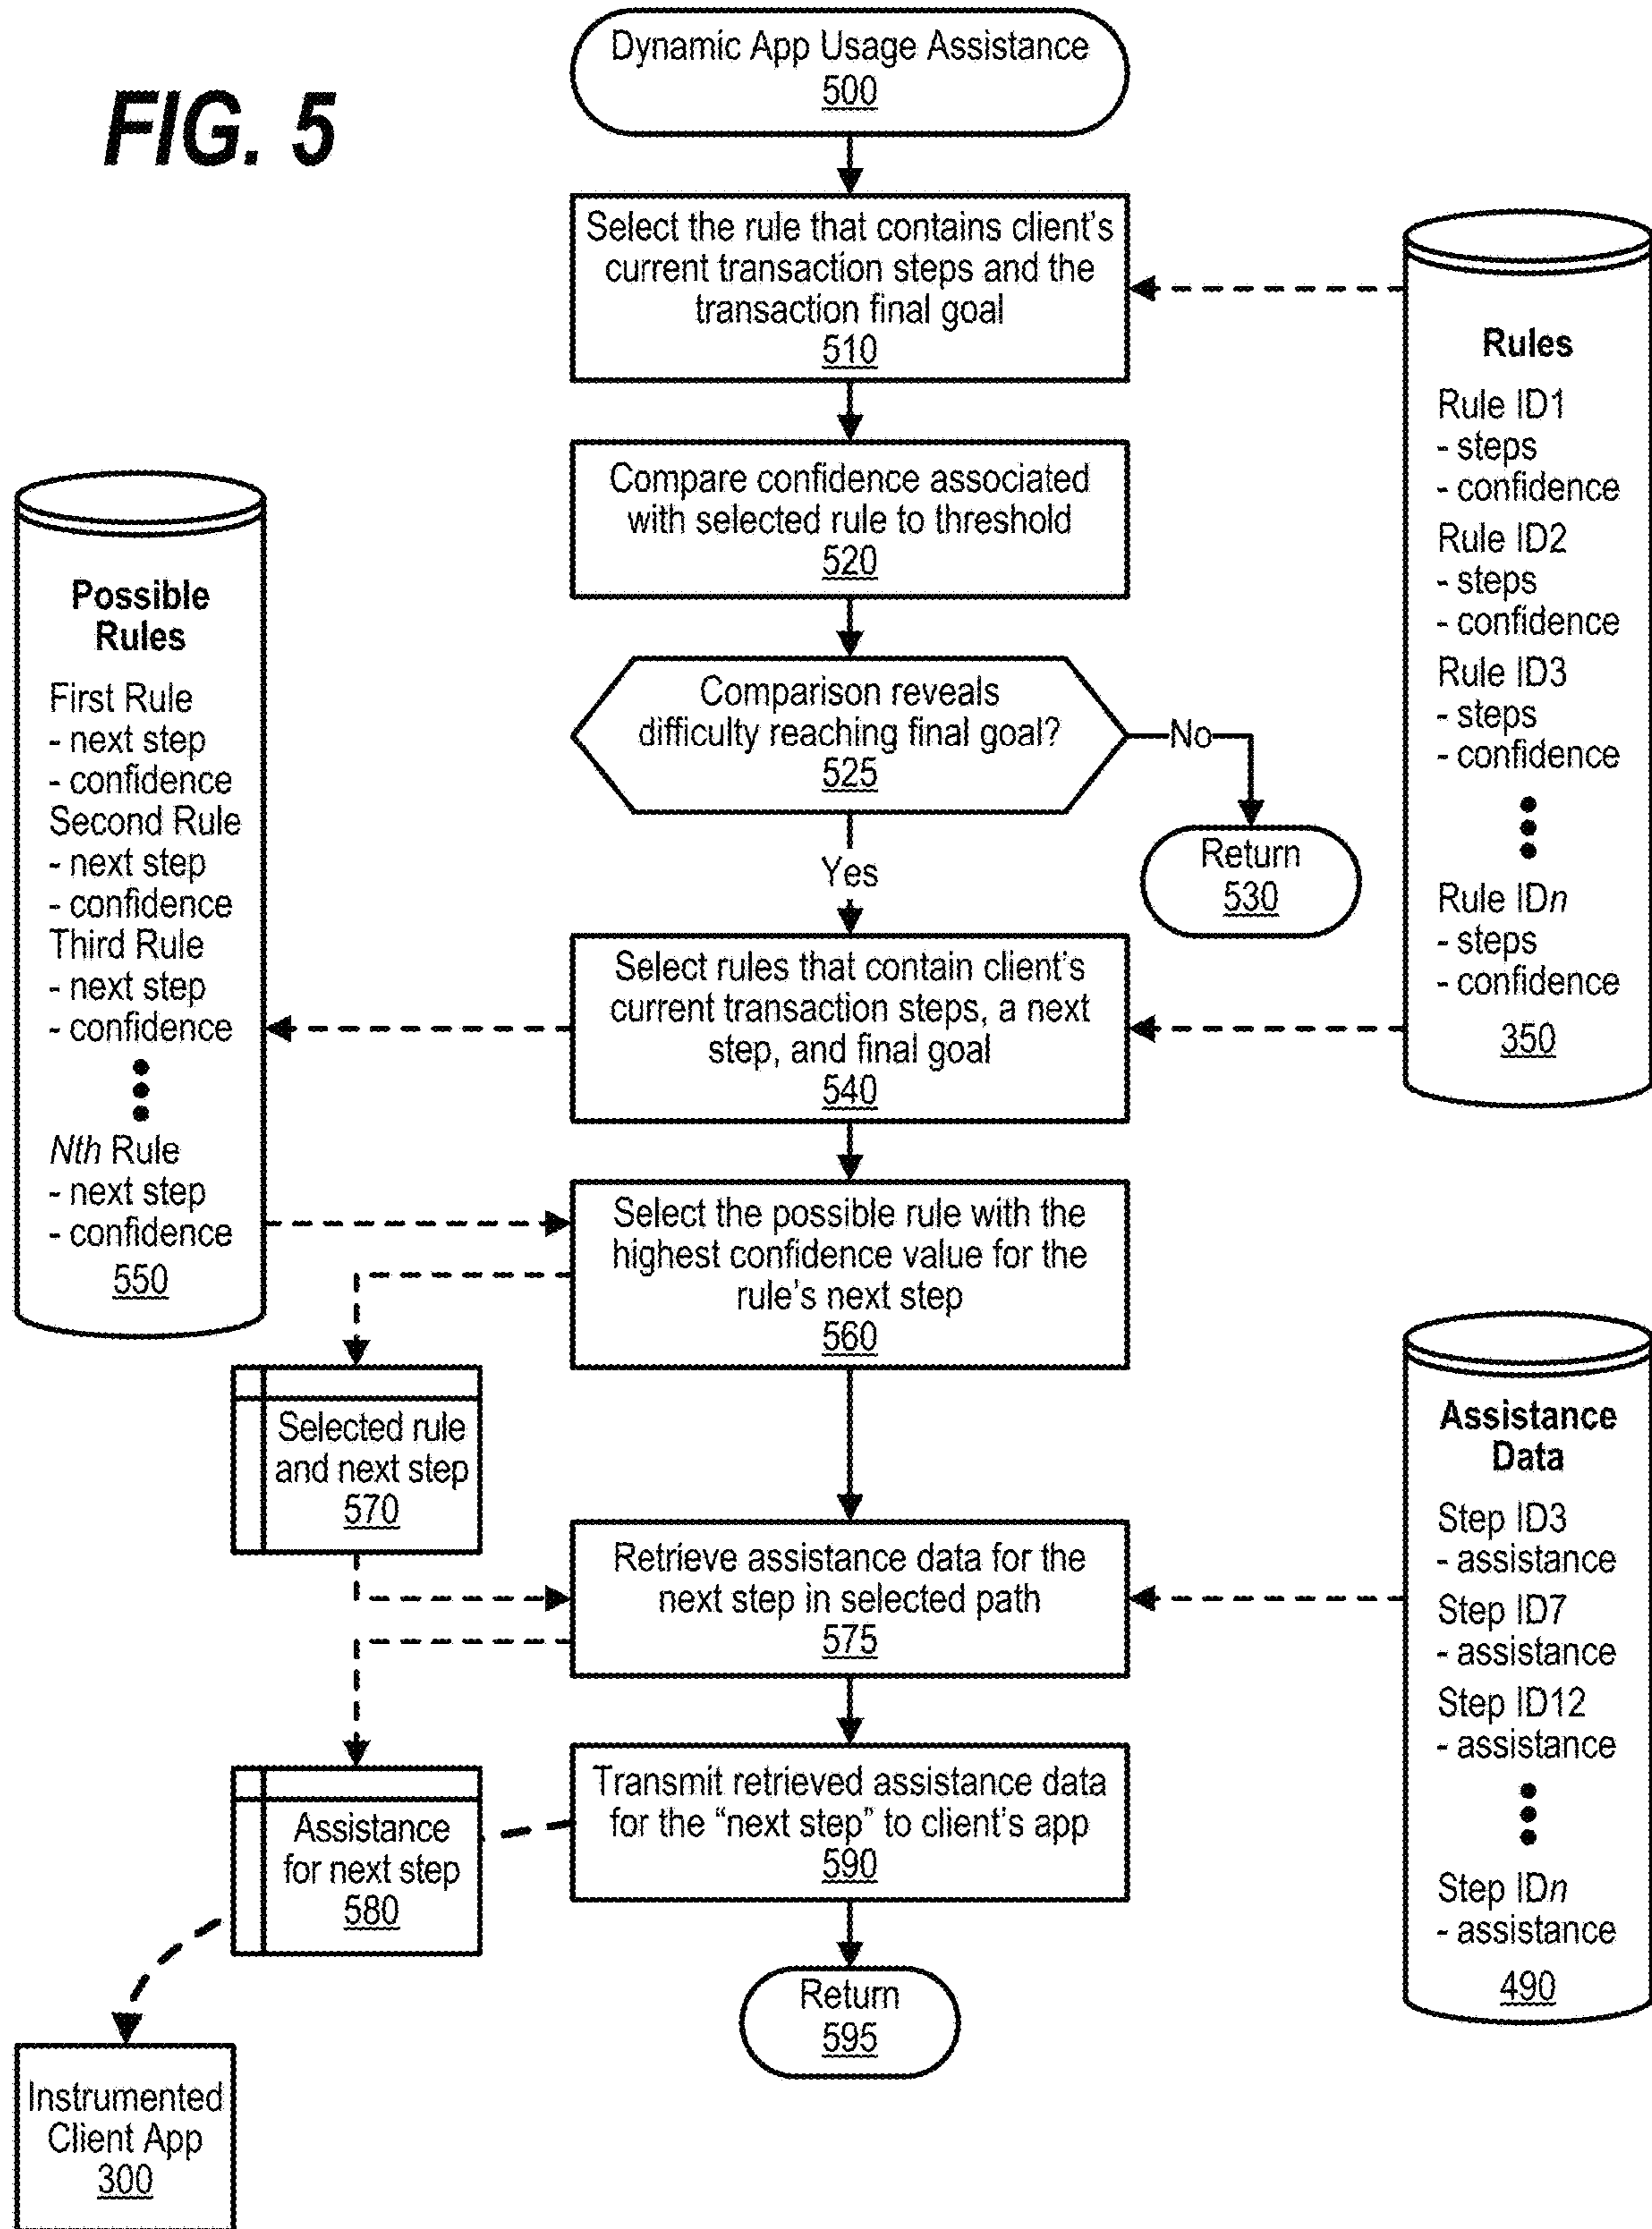 FIG. 5
Dynamic App Usage Assistance
500
Select the rule that contains client's
current transaction steps and the
transaction final goal
510
Compare confidence associated
with selected rule to threshold
520
Comparison reveals
difficulty reaching final goal?
525
No
Return
530
Yes
Select rules that contain client's
current transaction steps, a next
step, and final goal
540
Select the possible rule with the
highest confidence value for the
rule's next step
560
Retrieve assistance data for the
next step in selected path
575
Transmit retrieved assistance data
for the “next step” to client's app
590
Return
595
Rules
Rule ID1
- steps
- confidence
Rule ID2
- steps
- confidence
Rule ID3
- steps
- confidence
Rule IDn
- steps
- confidence
350
Possible
Rules
First Rule
- next step
- confidence
Second Rule
- next step
- confidence
Third Rule
- next step
- confidence
Nth Rule
- next step
- confidence
550
Selected rule
and next step
570
Assistance
for next step
580
Instrumented
Client App
300
Assistance
Data
Step ID3
- assistance
Step ID7
- assistance
Step ID12
- assistance
Step IDn
- assistance
490